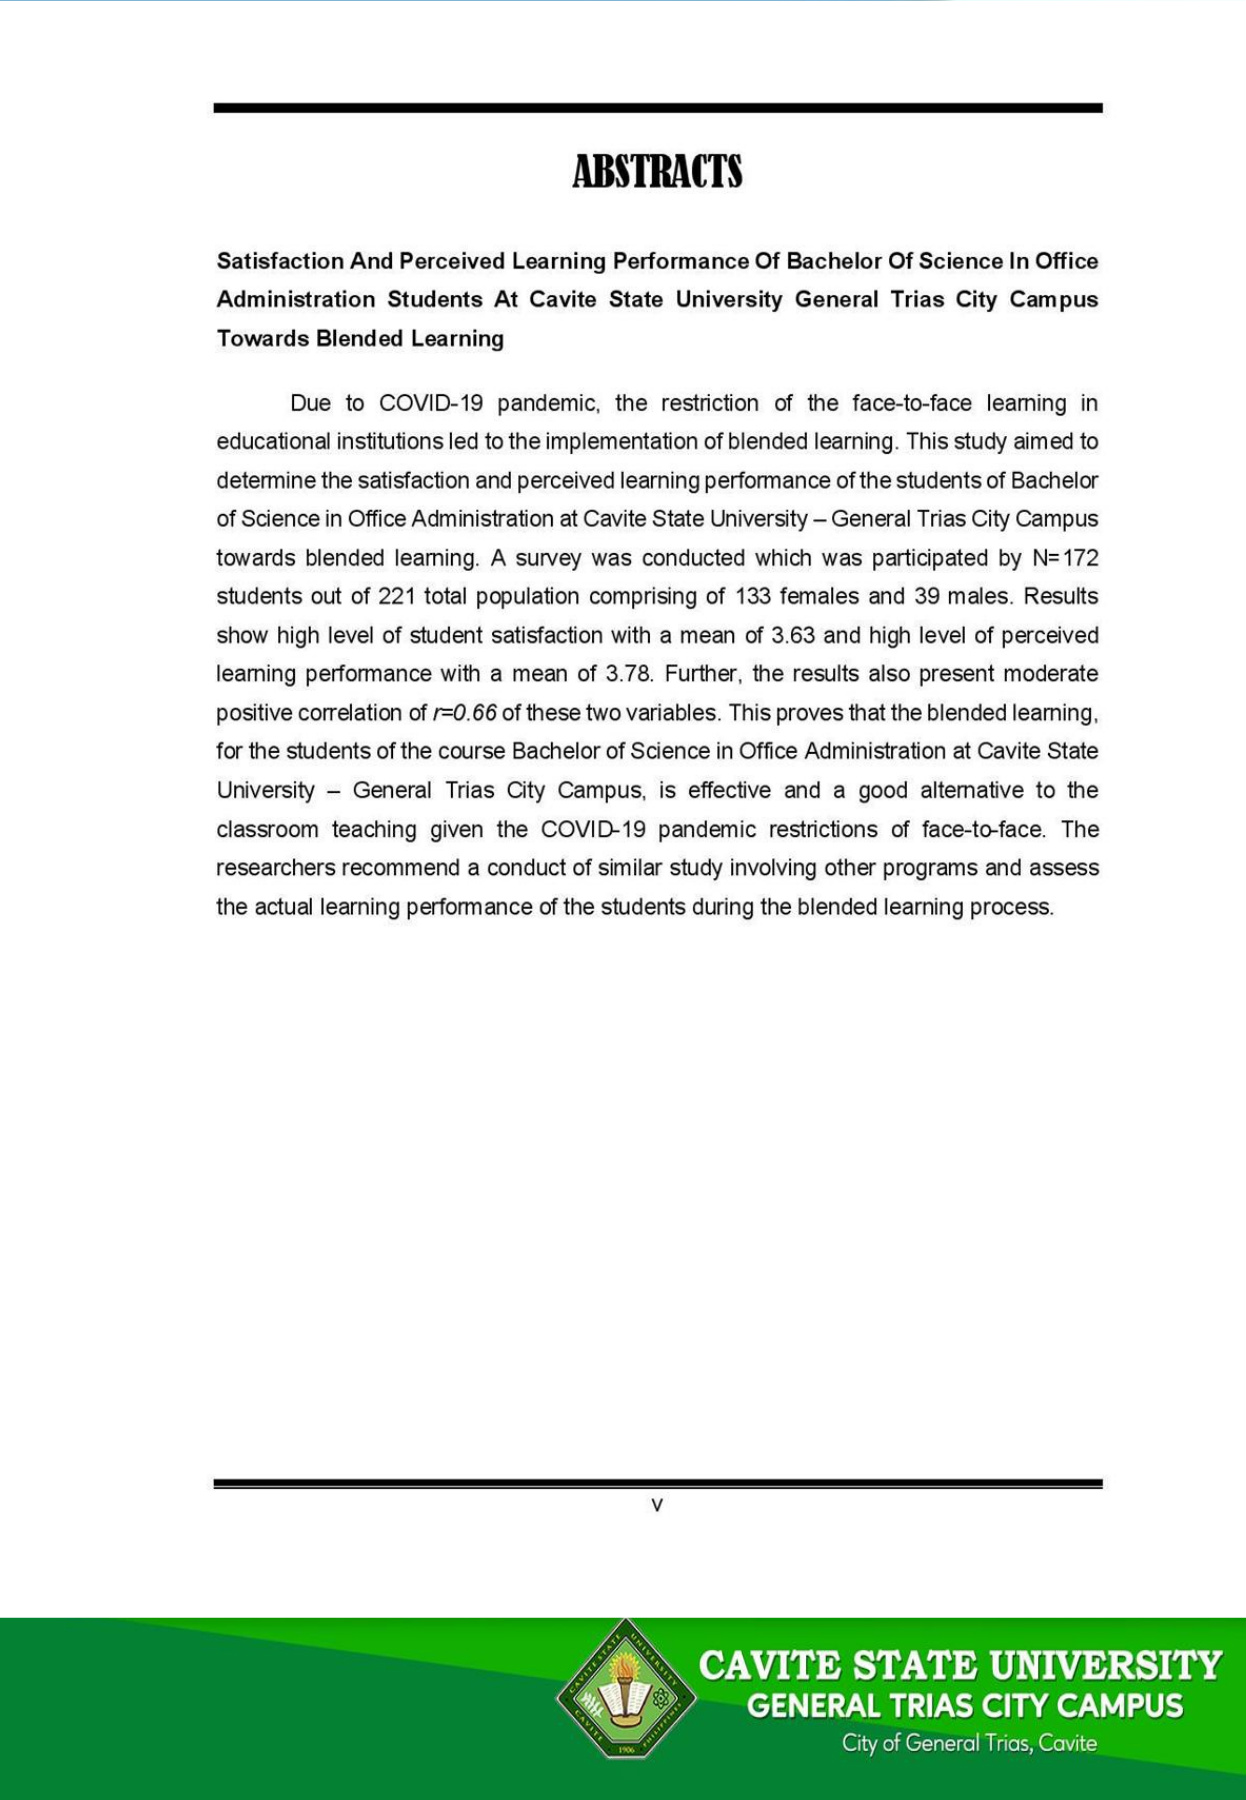 ABSTRACTS
Satisfaction And Perceived Learning Performance Of Bachelor Of Science In Office
Administration Students At Cavite State University General Trias City Campus
Towards Blended Learning
Due to COVID-19 pandemic, the restriction of the face-to-face learning in
educational institutions led to the implementation of blended learning. This study aimed to
determine the satisfaction and perceived learning performance of the students of Bachelor
of Science in Office Administration at Cavite State University – General Trias City Campus
towards blended learning. A survey was conducted which was participated by N=172
students out of 221 total population comprising of 133 females and 39 males. Results
show high level of student satisfaction with a mean of 3.63 and high level of perceived
learning performance with a mean of 3.78. Further, the results also present moderate
positive correlation of r=0.66 of these two variables. This proves that the blended learning,
for the students of the course Bachelor of Science in Office Administration at Cavite State
University – General Trias City Campus, is effective and a good alternative to the
classroom teaching given the COVID-19 pandemic restrictions of face-to-face. The
researchers recommend a conduct of similar study involving other programs and assess
the actual learning performance of the students during the blended learning process.
V
CAVITE STATE UNIVERSITY
CAVITE
PHILIPPINES
1906
CAVITE STATE UNIVERSITY
GENERAL TRIAS CITY CAMPUS
City of General Trias, Cavite